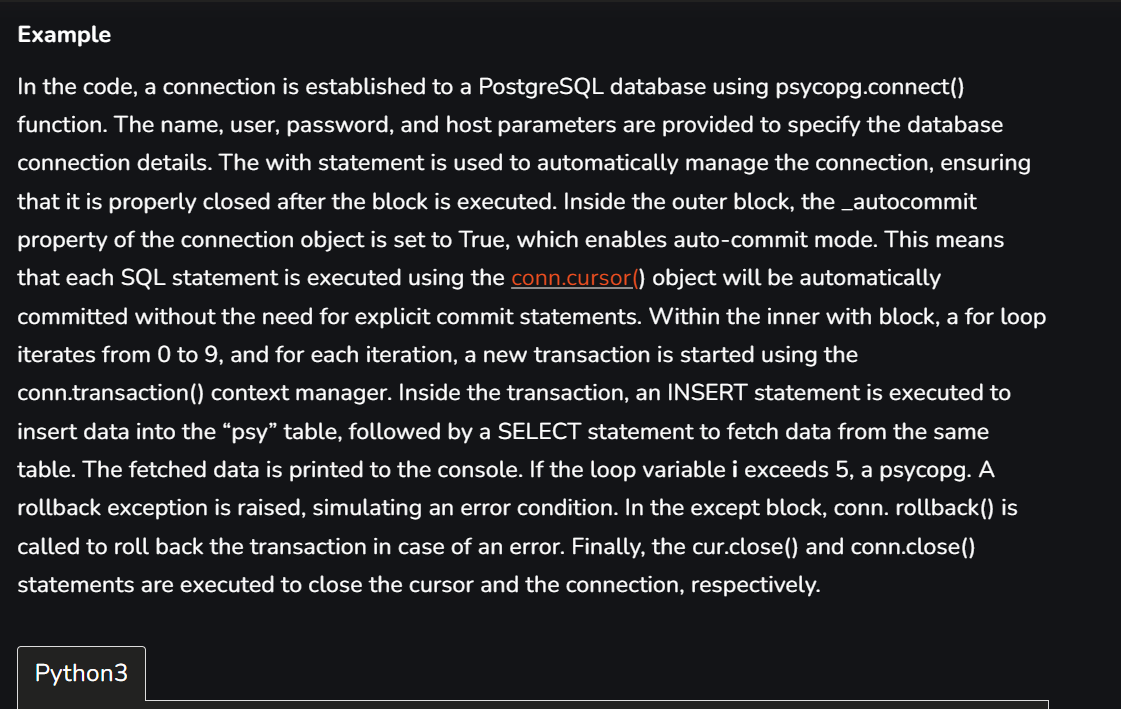 Example
In the code, a connection is established to a PostgreSQL database using psycopg.connect()
function. The name, user, password, and host parameters are provided to specify the database
connection details. The with statement is used to automatically manage the connection, ensuring
that it is properly closed after the block is executed. Inside the outer block, the _autocommit
property of the connection object is set to True, which enables auto-commit mode. This means
that each SQL statement is executed using the conn.cursor() object will be automatically
committed without the need for explicit commit statements. Within the inner with block, a for loop
iterates from 0 to 9, and for each iteration, a new transaction is started using the
conn.transaction() context manager. Inside the transaction, an INSERT statement is executed to
insert data into the “psy” table, followed by a SELECT statement to fetch data from the same
table. The fetched data is printed to the console. If the loop variable i exceeds 5, a psycopg. A
rollback exception is raised, simulating an error condition. In the except block, conn. rollback() is
called to roll back the transaction in case of an error. Finally, the cur.close() and conn.close()
statements are executed to close the cursor and the connection, respectively.
Python3